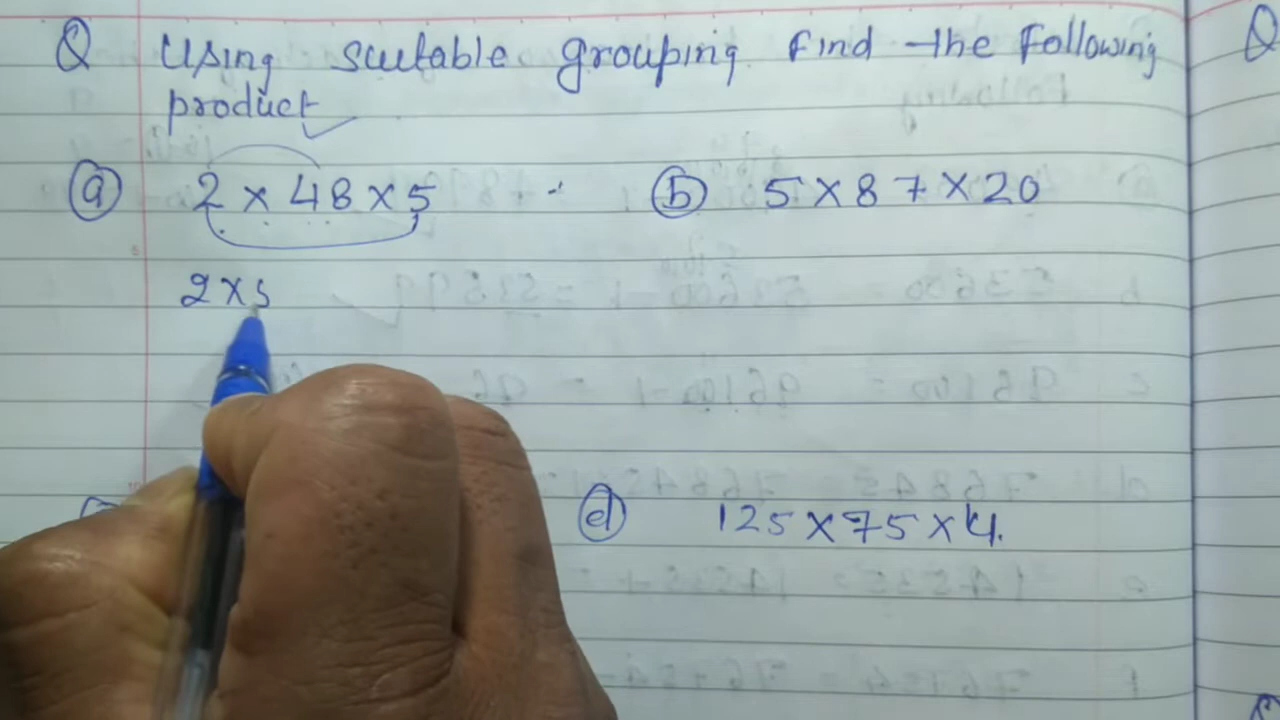 Q Using suitable grouping find the following
product
(a) 2 × 48 × 5
(b) 5 × 87 × 20
2 × 5
(d) 125 × 75 × 4.